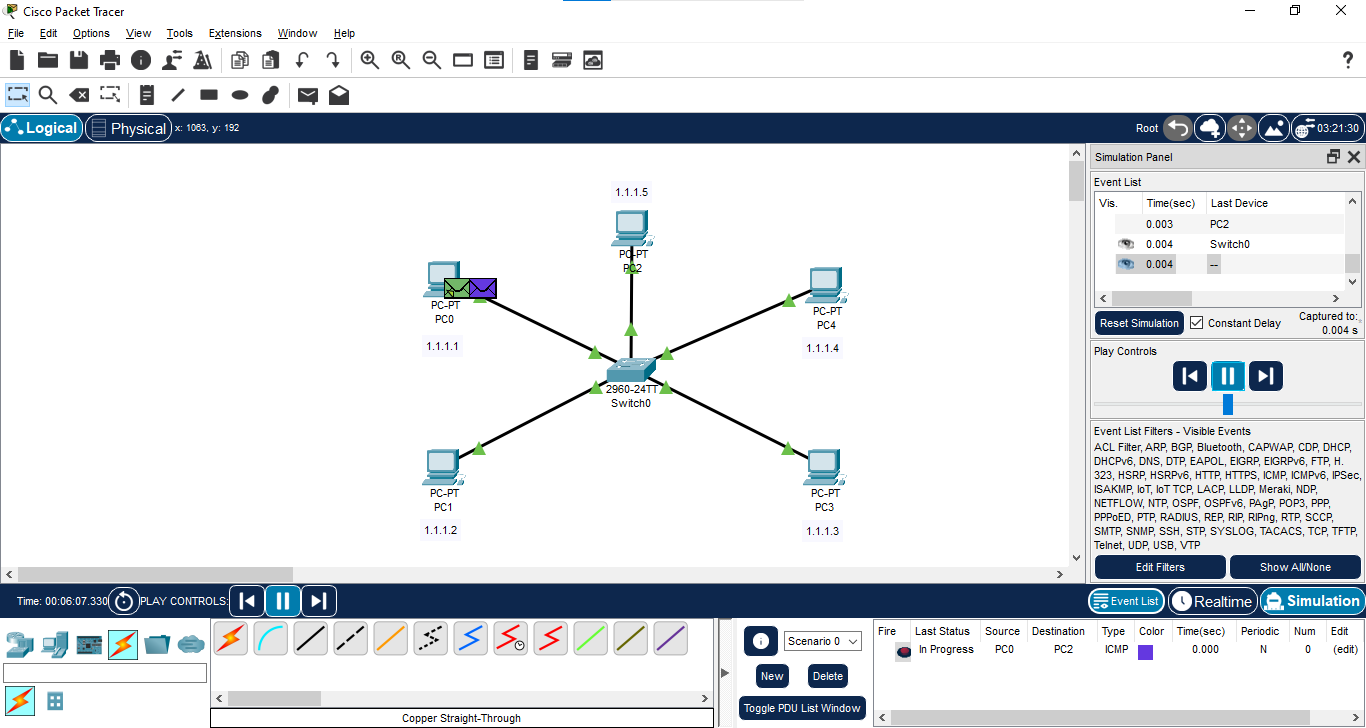 Cisco Packet Tracer
File Edit Options View Tools Extensions Window Help
Logical Physical x: 1063, y: 192 Root 03:21:30
1.1.1.5
PC-PT
PC2
PC-PT
PC0
1.1.1.1
PC-PT
PC4
1.1.1.4
2960-24TT
Switch0
PC-PT
PC1
1.1.1.2
PC-PT
PC3
1.1.1.3
Simulation Panel
Event List
Vis. Time(sec) Last Device
0.003 PC2
0.004 Switch0
0.004 --
Reset Simulation Constant Delay Captured to:
0.004 s
Play Controls
Event List Filters - Visible Events
ACL Filter, ARP, BGP, Bluetooth, CAPWAP, CDP, DHCP,
DHCPv6, DNS, DTP, EAPOL, EIGRP, EIGRPv6, FTP, H.
323, HSRP, HSRPv6, HTTP, HTTPS, ICMP, ICMPv6, IPSec,
ISAKMP, IoT, IoT TCP, LACP, LLDP, Meraki, NDP,
NETFLOW, NTP, OSPF, OSPFv6, PAgP, POP3, PPP,
PPPoED, PTP, RADIUS, REP, RIP, RIPng, RTP, SCCP,
SMTP, SNMP, SSH, STP, SYSLOG, TACACS, TCP, TFTP,
Telnet, UDP, USB, VTP
Edit Filters Show All/None
Time: 00:06:07.330 PLAY CONTROLS: Event List Realtime Simulation
Copper Straight-Through
Scenario 0
New Delete
Toggle PDU List Window
Fire Last Status Source Destination Type Color Time(sec) Periodic Num Edit
In Progress PC0 PC2 ICMP 0.000 N 0 (edit)